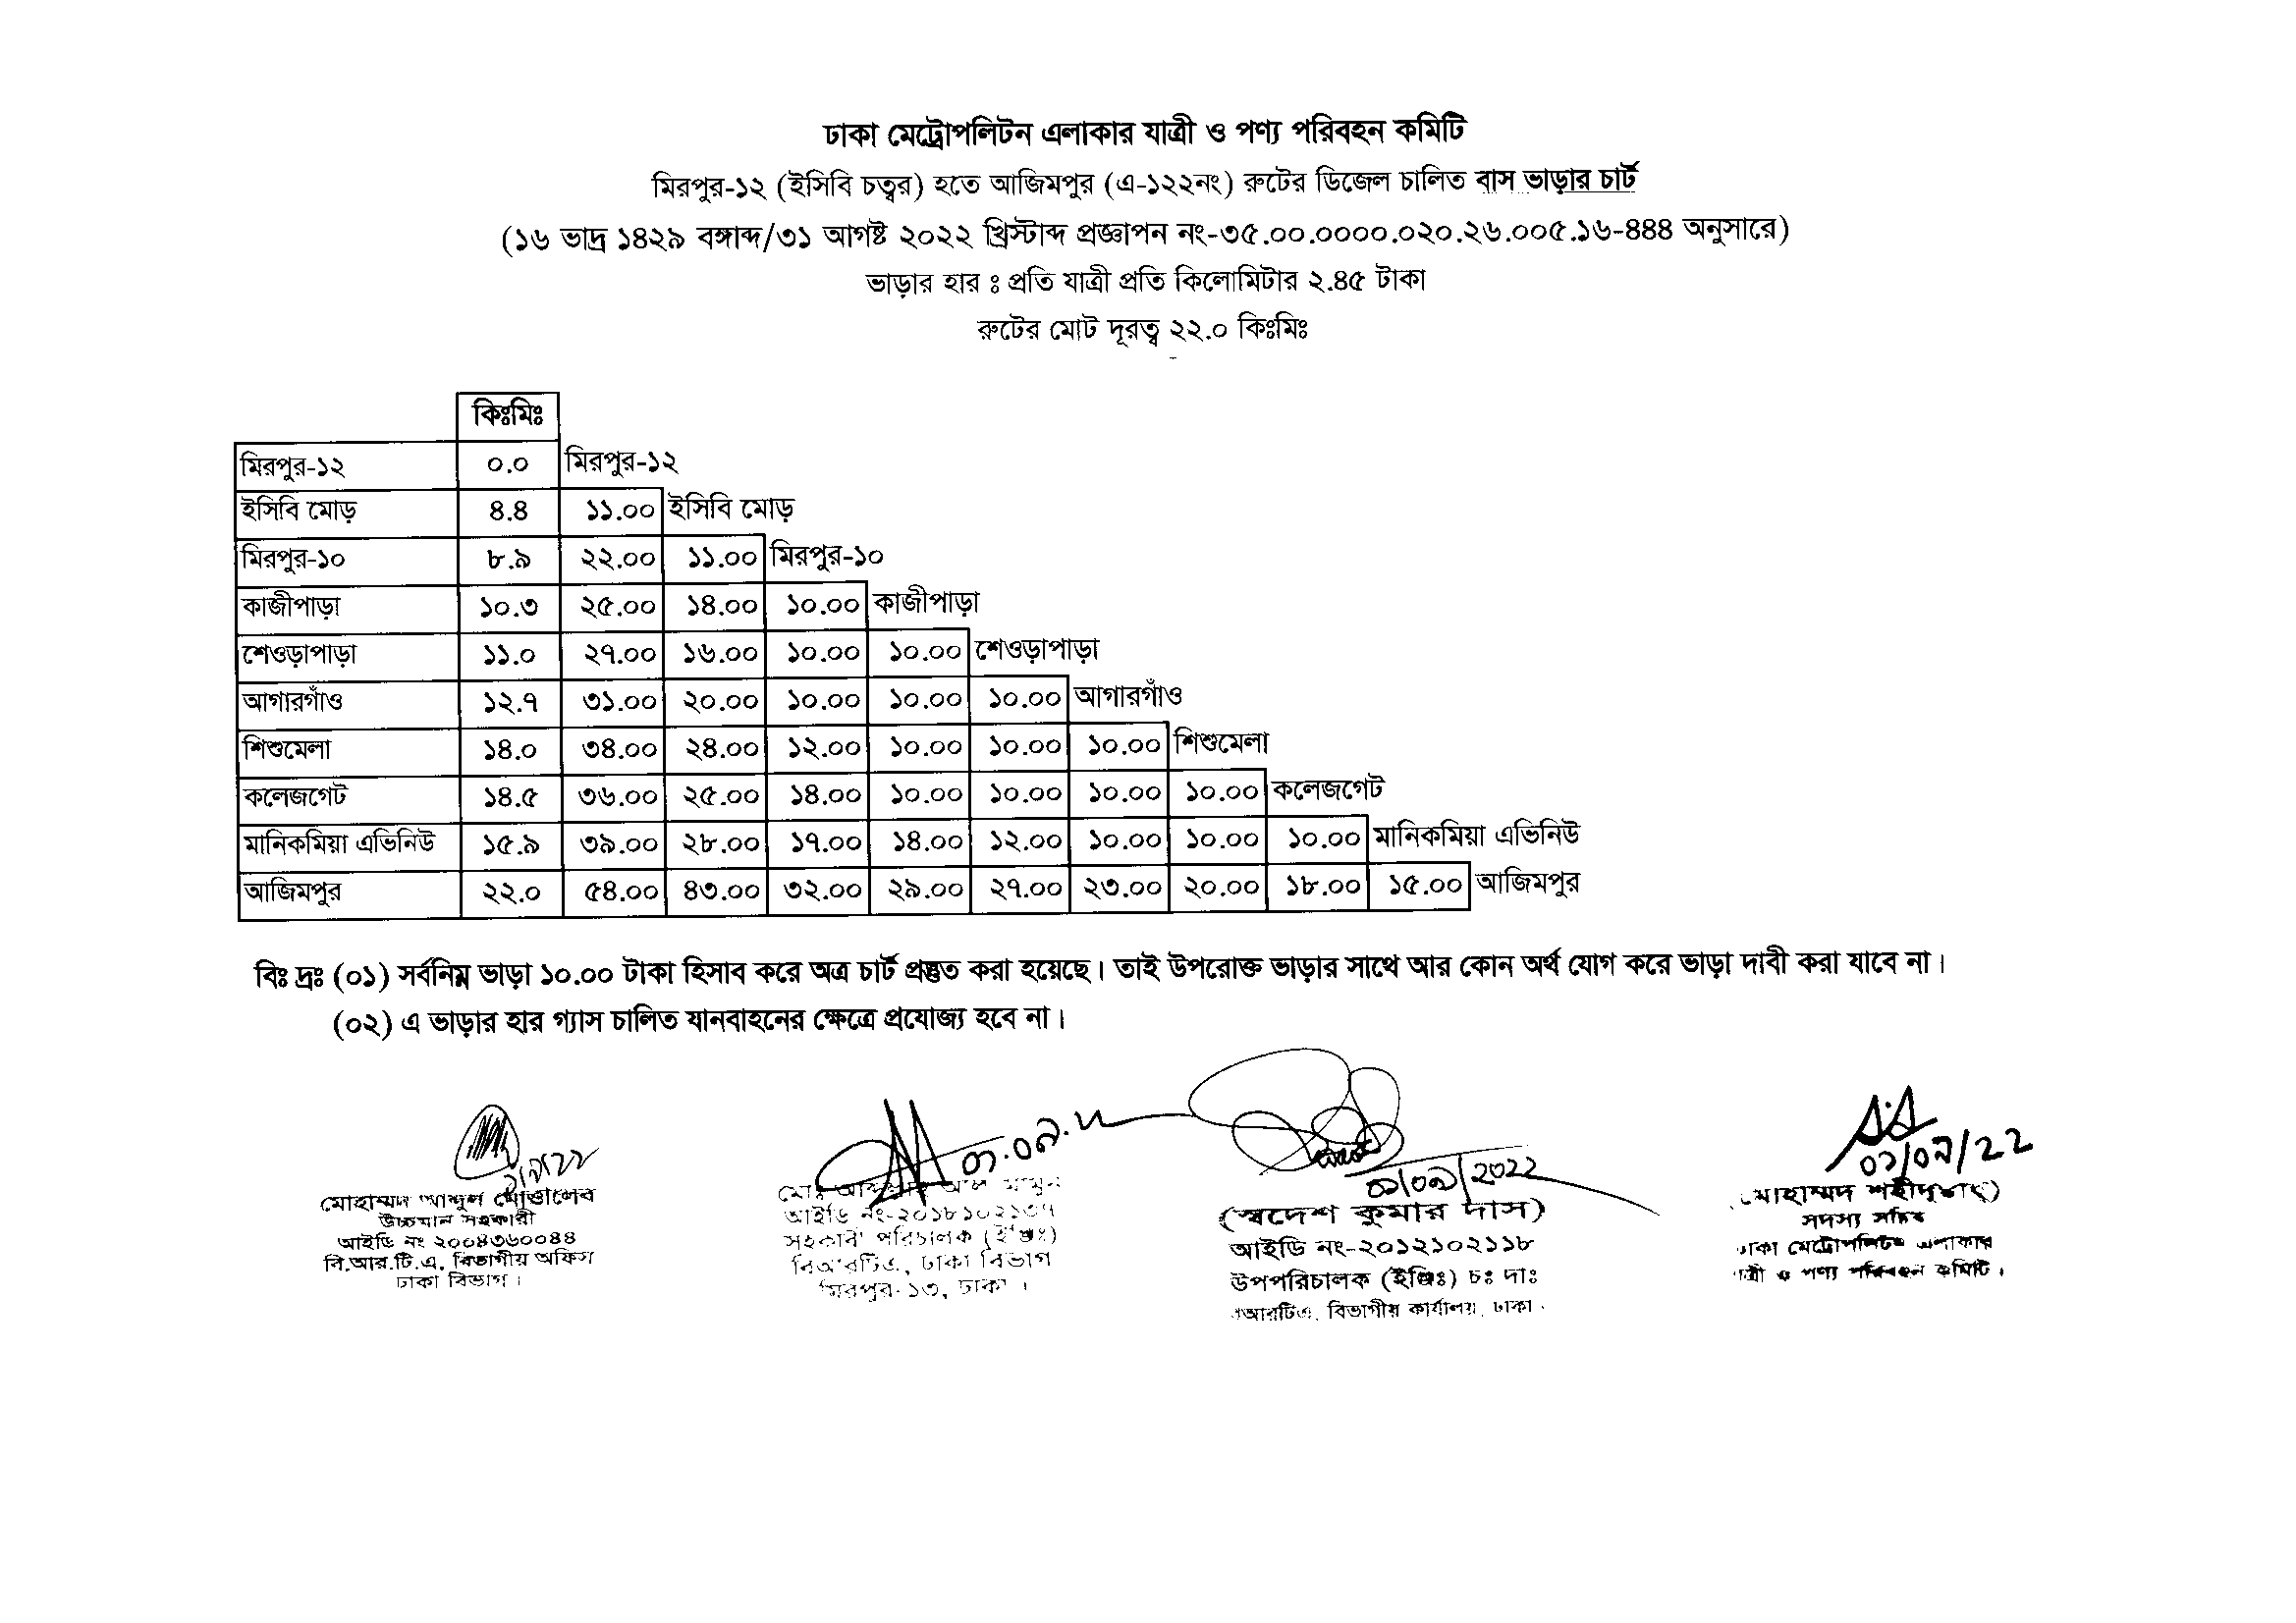 ঢাকা মেট্রোপলিটন এলাকার যাত্রী ও পণ্য পরিবহন কমিটি
মিরপুর-১২ (ইসিবি চত্বর) হতে আজিমপুর (এ-১২২নং) রুটের ডিজেল চালিত বাস ভাড়ার চার্ট
(১৬ ভাদ্র ১৪২৯ বঙ্গাব্দ/৩১ আগষ্ট ২০২২ খ্রিস্টাব্দ প্রজ্ঞাপন নং-৩৫.০০.০০০০.০২০.২৬.০০৫.১৬-৪৪৪ অনুসারে)
ভাড়ার হার ঃ প্রতি যাত্রী প্রতি কিলোমিটার ২.৪৫ টাকা
রুটের মোট দূরত্ব ২২.০ কিঃমিঃ
কিঃমিঃ
মিরপুর-১২ ০.০ মিরপুর-১২
ইসিবি মোড় ৪.৪ ১১.০০ ইসিবি মোড়
মিরপুর-১০ ৮.৯ ২২.০০ ১১.০০ মিরপুর-১০
কাজীপাড়া ১০.৩ ২৫.০০ ১৪.০০ ১০.০০ কাজীপাড়া
শেওড়াপাড়া ১১.০ ২৭.০০ ১৬.০০ ১০.০০ ১০.০০ শেওড়াপাড়া
আগারগাঁও ১২.৭ ৩১.০০ ২০.০০ ১০.০০ ১০.০০ ১০.০০ আগারগাঁও
শিশুমেলা ১৪.০ ৩৪.০০ ২৪.০০ ১২.০০ ১০.০০ ১০.০০ ১০.০০ শিশুমেলা
কলেজগেট ১৪.৫ ৩৬.০০ ২৫.০০ ১৪.০০ ১০.০০ ১০.০০ ১০.০০ ১০.০০ কলেজগেট
মানিকমিয়া এভিনিউ ১৫.৯ ৩৯.০০ ২৮.০০ ১৭.০০ ১৪.০০ ১২.০০ ১০.০০ ১০.০০ ১০.০০ মানিকমিয়া এভিনিউ
আজিমপুর ২২.০ ৫৪.০০ ৪৩.০০ ৩২.০০ ২৯.০০ ২৭.০০ ২৩.০০ ২০.০০ ১৮.০০ ১৫.০০ আজিমপুর
বিঃ দ্রঃ (০১) সর্বনিম্ন ভাড়া ১০.০০ টাকা হিসাব করে অত্র চার্ট প্রস্তুত করা হয়েছে। তাই উপরোক্ত ভাড়ার সাথে আর কোন অর্থ যোগ করে ভাড়া দাবী করা যাবে না।
(০২) এ ভাড়ার হার গ্যাস চালিত যানবাহনের ক্ষেত্রে প্রযোজ্য হবে না।
মোহাম্মদ আব্দুল মোত্তালেব
উচ্চমান সহকারী
আইডি নং ২০০৪৩৬০০৪৪
বি.আর.টি.এ, বিভাগীয় অফিস
ঢাকা বিভাগ।
আইডি নং-২০১৮১০২১৩৭
সহকারী পরিচালক (ইঞ্জিঃ)
বিআরটিএ, ঢাকা বিভাগ
মিরপুর-১৩, ঢাকা।
০১/০৯/২০২২
(স্বদেশ কুমার দাস)
আইডি নং-২০১২১০২১১৮
উপপরিচালক (ইঞ্জিঃ) চঃ দাঃ
বিভাগীয় কার্যালয়, ঢাকা
০১/০৯/২২
সদস্য সচিব
ঢাকা মেট্রোপলিটন এলাকার
যাত্রী ও পণ্য পরিবহন কমিটি।